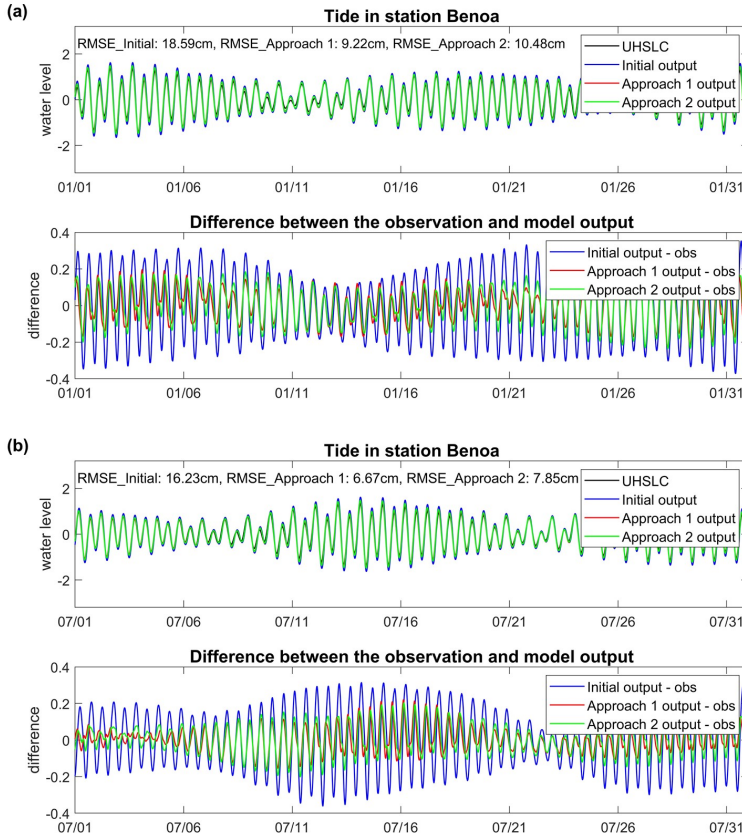 (a)
Tide in station Benoa
RMSE_Initial: 18.59cm, RMSE_Approach 1: 9.22cm, RMSE_Approach 2: 10.48cm
UHSLC
Initial output
Approach 1 output
Approach 2 output
water level
2
0
-2
01/01 01/06 01/11 01/16 01/21 01/26 01/31
Difference between the observation and model output
Initial output - obs
Approach 1 output - obs
Approach 2 output - obs
difference
0.4
0.2
0
-0.2
-0.4
01/01 01/06 01/11 01/16 01/21 01/26 01/31
(b)
Tide in station Benoa
RMSE_Initial: 16.23cm, RMSE_Approach 1: 6.67cm, RMSE_Approach 2: 7.85cm
UHSLC
Initial output
Approach 1 output
Approach 2 output
water level
2
0
-2
07/01 07/06 07/11 07/16 07/21 07/26 07/31
Difference between the observation and model output
Initial output - obs
Approach 1 output - obs
Approach 2 output - obs
difference
0.4
0.2
0
-0.2
-0.4
07/01 07/06 07/11 07/16 07/21 07/26 07/31